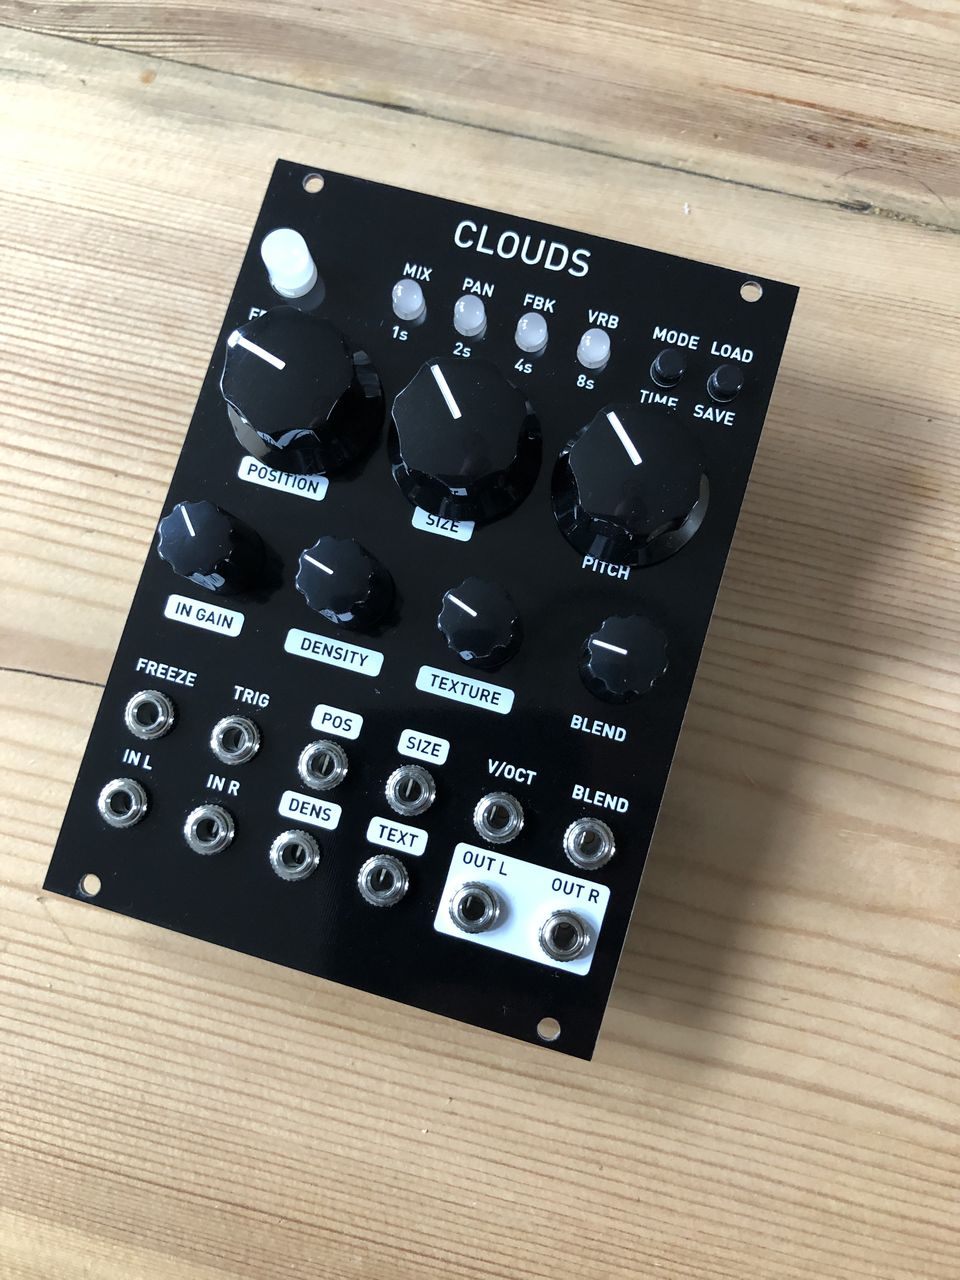 CLOUDS
MIX PAN FBK VRB
MODE LOAD
1s 2s 4s 8s
TIME SAVE
POSITION SIZE PITCH
IN GAIN DENSITY TEXTURE BLEND
FREEZE TRIG POS SIZE V/OCT BLEND
IN L IN R DENS TEXT OUT L OUT R